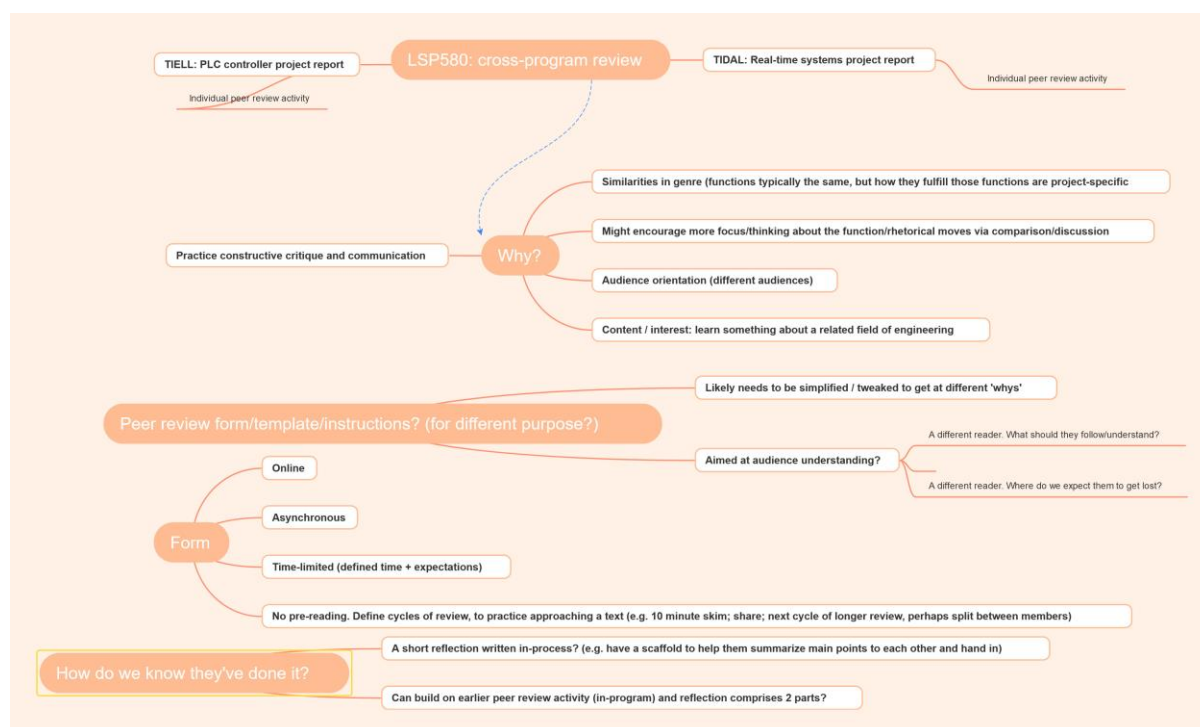 LSP580: cross-program review
TIELL: PLC controller project report
Individual peer review activity
TIDAL: Real-time systems project report
Individual peer review activity
Why?
Practice constructive critique and communication
Similarities in genre (functions typically the same, but how they fulfill those functions are project-specific
Might encourage more focus/thinking about the function/rhetorical moves via comparison/discussion
Audience orientation (different audiences)
Content / interest: learn something about a related field of engineering
Peer review form/template/instructions? (for different purpose?)
Likely needs to be simplified / tweaked to get at different 'whys'
Aimed at audience understanding?
A different reader. What should they follow/understand?
A different reader. Where do we expect them to get lost?
Form
Online
Asynchronous
Time-limited (defined time + expectations)
No pre-reading. Define cycles of review, to practice approaching a text (e.g. 10 minute skim; share; next cycle of longer review, perhaps split between members)
How do we know they've done it?
A short reflection written in-process? (e.g. have a scaffold to help them summarize main points to each other and hand in)
Can build on earlier peer review activity (in-program) and reflection comprises 2 parts?